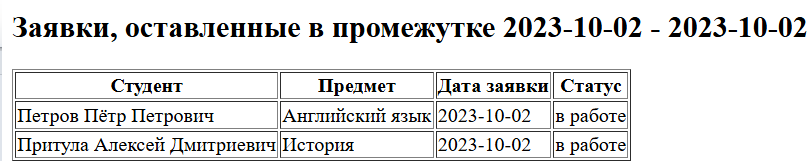 Заявки, оставленные в промежутке 2023-10-02 - 2023-10-02
Студент Предмет Дата заявки Статус
Петров Пётр Петрович Английский язык 2023-10-02 в работе
Притула Алексей Дмитриевич История 2023-10-02 в работе